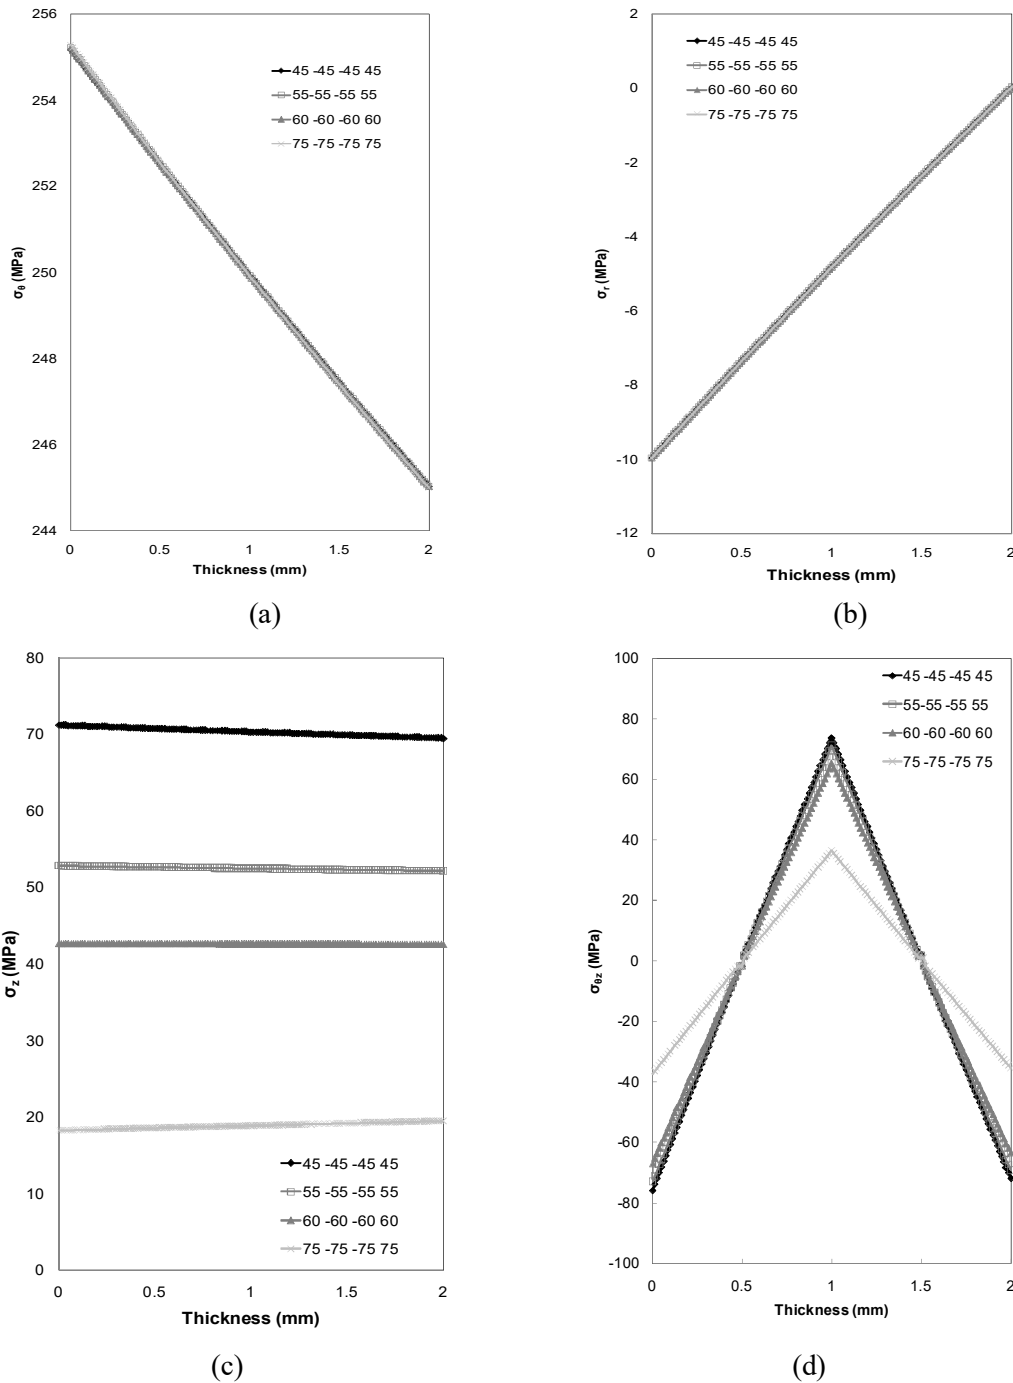 256
254
252
250
248
246
244
σθ (MPa)
45 -45 -45 45
55-55 -55 55
60 -60 -60 60
75 -75 -75 75
0 0.5 1 1.5 2
Thickness (mm)
(a)
2
0
-2
-4
-6
-8
-10
-12
σr (MPa)
45 -45 -45 45
55 -55 -55 55
60 -60 -60 60
75 -75 -75 75
0 0.5 1 1.5 2
Thickness (mm)
(b)
80
70
60
50
40
30
20
10
0
σz (MPa)
45 -45 -45 45
55 -55 -55 55
60 -60 -60 60
75 -75 -75 75
0 0.5 1 1.5 2
Thickness (mm)
(c)
100
80
60
40
20
0
-20
-40
-60
-80
-100
σθz (MPa)
45 -45 -45 45
55-55 -55 55
60 -60 -60 60
75 -75 -75 75
0 0.5 1 1.5 2
Thickness (mm)
(d)